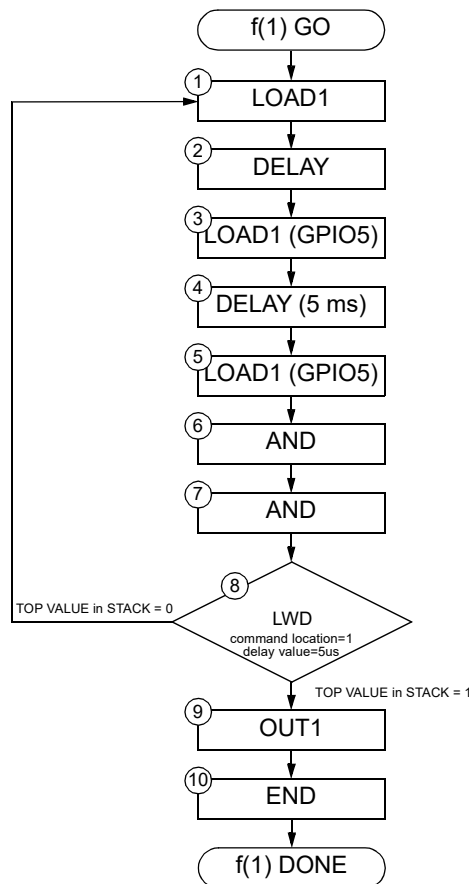 f(1) GO
1
LOAD1
2
DELAY
3
LOAD1 (GPIO5)
4
DELAY (5 ms)
5
LOAD1 (GPIO5)
6
AND
7
AND
8
TOP VALUE in STACK = 0
LWD
command location=1
delay value=5us
TOP VALUE in STACK = 1
9
OUT1
10
END
f(1) DONE